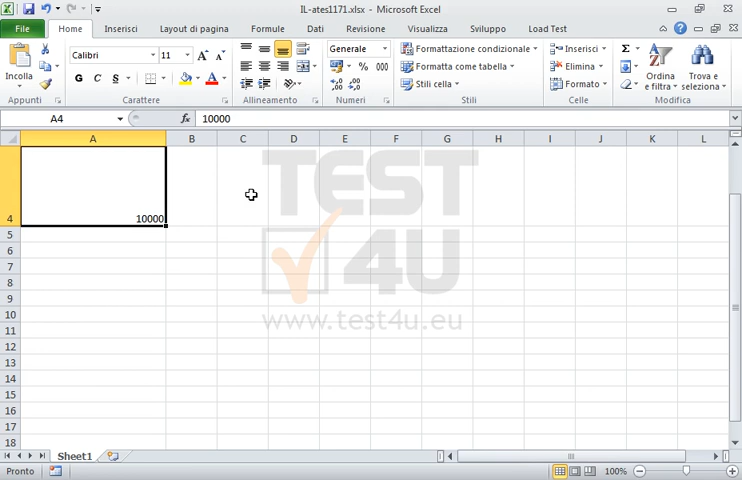 IL-ates1171.xlsx - Microsoft Excel
File Home Inserisci Layout di pagina Formule Dati Revisione Visualizza Sviluppo Load Test
Incolla
Calibri 11
G C S
Generale
% 000
Formattazione condizionale
Formatta come tabella
Stili cella
Inserisci
Elimina
Formato
Σ
Ordina e filtra
Trova e seleziona
Appunti Carattere Allineamento Numeri Stili Celle Modifica
A4 fx 10000
A B C D E F G H I J K L
4 10000
5
6
7
8
9
10
11
12
13
14
15
16
17
18
TEST
4U
www.test4u.eu
Sheet1
Pronto 100%